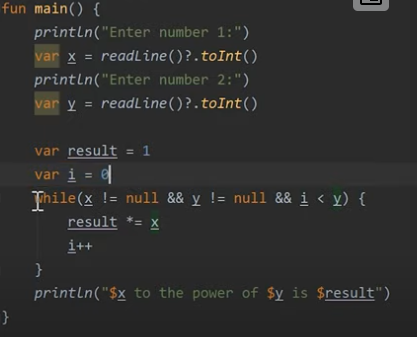 fun main() {
println("Enter number 1:")
var x = readLine()?.toInt()
println("Enter number 2:")
var y = readLine()?.toInt()
var result = 1
var i = 0
while(x != null && y != null && i < y) {
result *= x
i++
}
println("$x to the power of $y is $result")
}